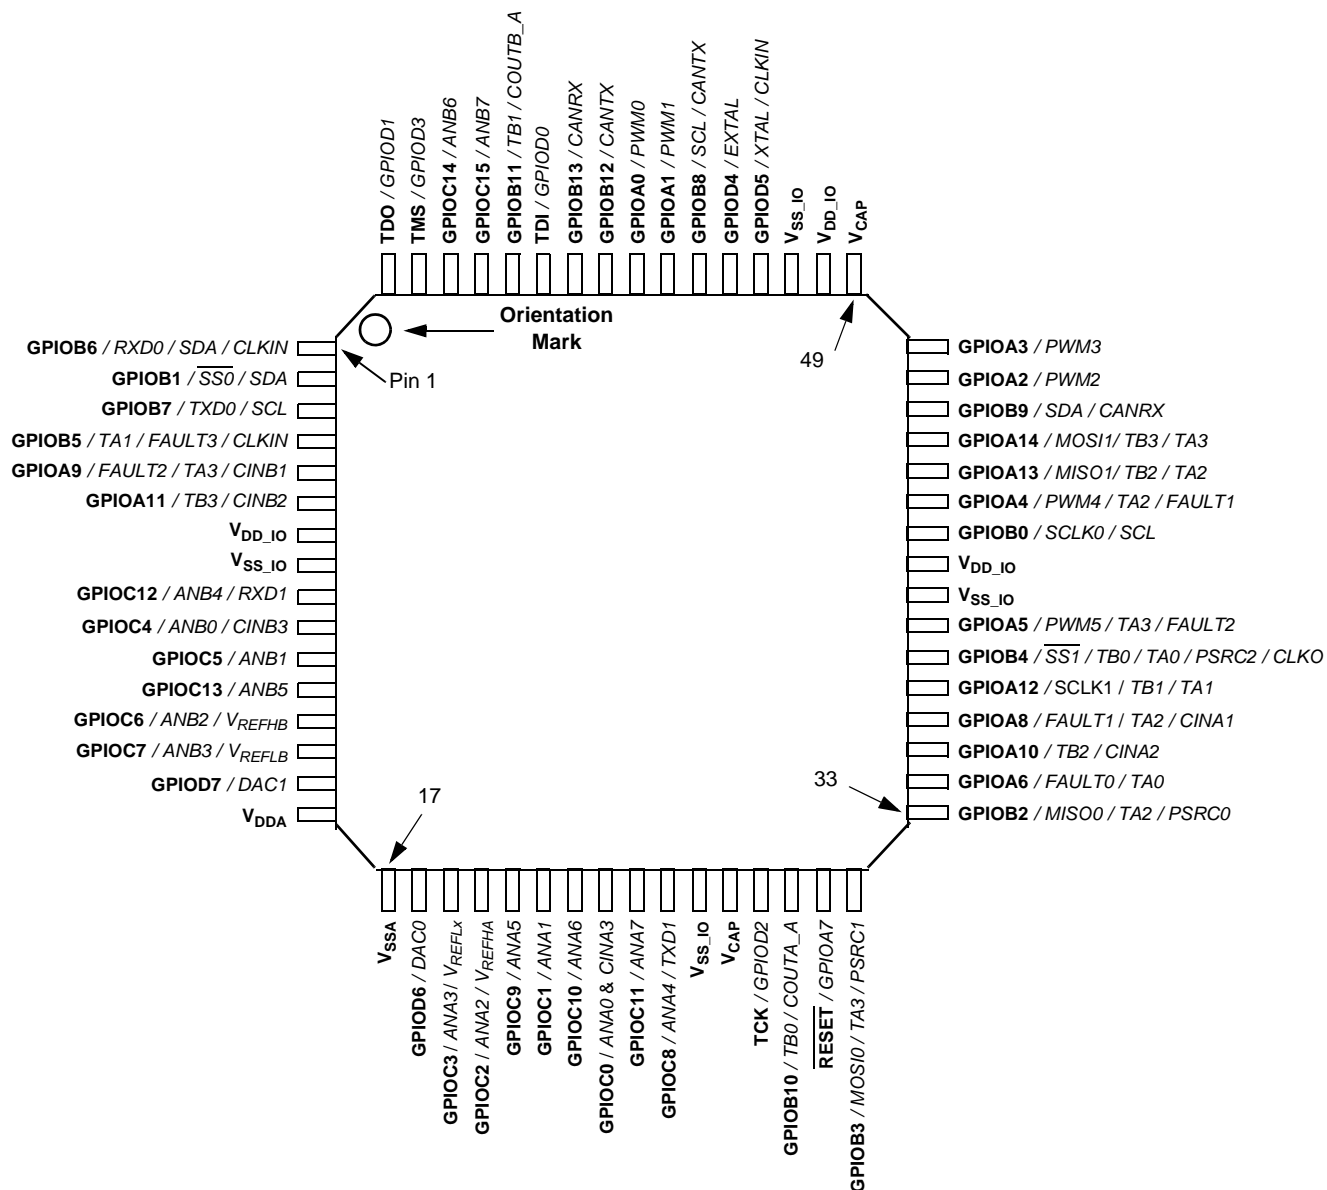 TDO / GPIOD1
TMS / GPIOD3
GPIOC14 / ANB6
GPIOC15 / ANB7
GPIOB11 / TB1 / COUTB_A
TDI / GPIOD0
GPIOB13 / CANRX
GPIOB12 / CANTX
GPIOA0 / PWM0
GPIOA1 / PWM1
GPIOB8 / SCL / CANTX
GPIOD4 / EXTAL
GPIOD5 / XTAL / CLKIN
VSS_IO
VDD_IO
VCAP
Orientation
Mark
49
Pin 1
GPIOB6 / RXD0 / SDA / CLKIN
GPIOB1 / SS0 / SDA
GPIOB7 / TXD0 / SCL
GPIOB5 / TA1 / FAULT3 / CLKIN
GPIOA9 / FAULT2 / TA3 / CINB1
GPIOA11 / TB3 / CINB2
VDD_IO
VSS_IO
GPIOC12 / ANB4 / RXD1
GPIOC4 / ANB0 / CINB3
GPIOC5 / ANB1
GPIOC13 / ANB5
GPIOC6 / ANB2 / VREFHB
GPIOC7 / ANB3 / VREFLB
GPIOD7 / DAC1
VDDA
GPIOA3 / PWM3
GPIOA2 / PWM2
GPIOB9 / SDA / CANRX
GPIOA14 / MOSI1/ TB3 / TA3
GPIOA13 / MISO1/ TB2 / TA2
GPIOA4 / PWM4 / TA2 / FAULT1
GPIOB0 / SCLK0 / SCL
VDD_IO
VSS_IO
GPIOA5 / PWM5 / TA3 / FAULT2
GPIOB4 / SS1 / TB0 / TA0 / PSRC2 / CLKO
GPIOA12 / SCLK1 / TB1 / TA1
GPIOA8 / FAULT1 / TA2 / CINA1
GPIOA10 / TB2 / CINA2
GPIOA6 / FAULT0 / TA0
GPIOB2 / MISO0 / TA2 / PSRC0
17
33
VSSA
GPIOD6 / DAC0
GPIOC3 / ANA3/ VREFLx
GPIOC2 / ANA2 / VREFHA
GPIOC9 / ANA5
GPIOC1 / ANA1
GPIOC10 / ANA6
GPIOC0 / ANA0 & CINA3
GPIOC11 / ANA7
GPIOC8 / ANA4 / TXD1
VSS_IO
VCAP
TCK / GPIOD2
GPIOB10 / TB0 / COUTA_A
RESET / GPIOA7
GPIOB3 / MOSI0 / TA3 / PSRC1